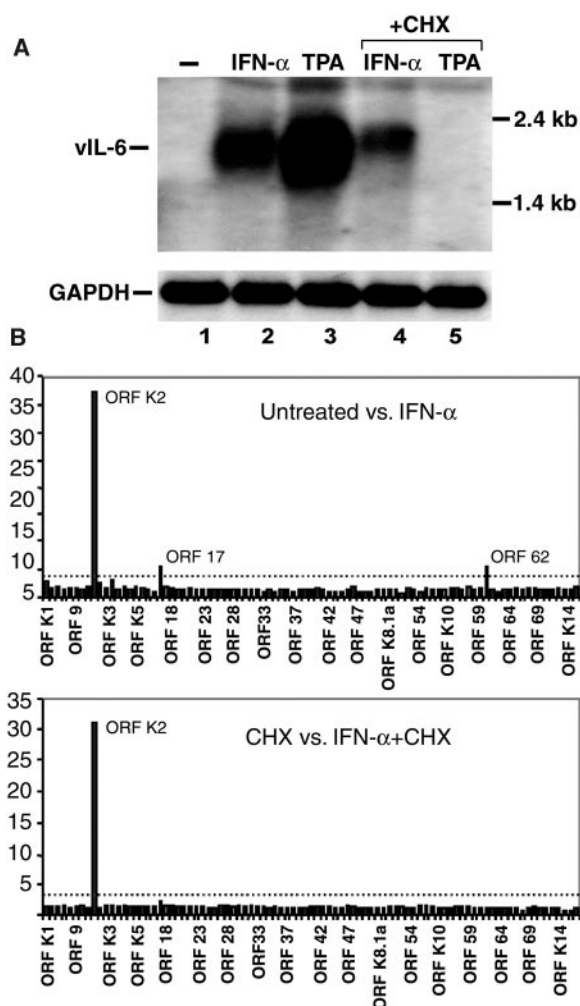 A
+CHX
– IFN-α TPA IFN-α TPA
vIL-6
2.4 kb
1.4 kb
GAPDH
1 2 3 4 5
B
40
35
30
25
20
15
10
5
Untreated vs. IFN-α
ORF K2
ORF 17
ORF 62
ORF K1
ORF 9
ORF K3
ORF K5
ORF 18
ORF 23
ORF 28
ORF33
ORF 37
ORF 42
ORF 47
ORF K8.1a
ORF 54
ORF K10
ORF 59
ORF 64
ORF 69
ORF K14
35
30
25
20
15
10
5
CHX vs. IFN-α+CHX
ORF K2
ORF K1
ORF 9
ORF K3
ORF K5
ORF 18
ORF 23
ORF 28
ORF33
ORF 37
ORF 42
ORF 47
ORF K8.1a
ORF 54
ORF K10
ORF 59
ORF 64
ORF 69
ORF K14